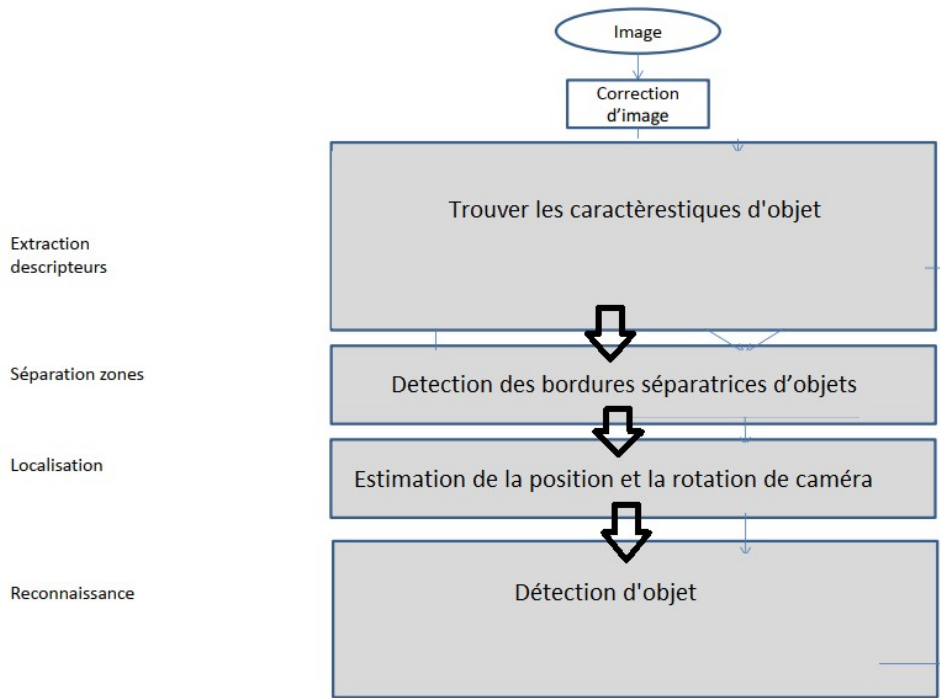 Image
Correction
d’image
Trouver les caractèrestiques d'objet
Extraction
descripteurs
Séparation zones
Detection des bordures séparatrices d’objets
Localisation
Estimation de la position et la rotation de caméra
Reconnaissance
Détection d'objet